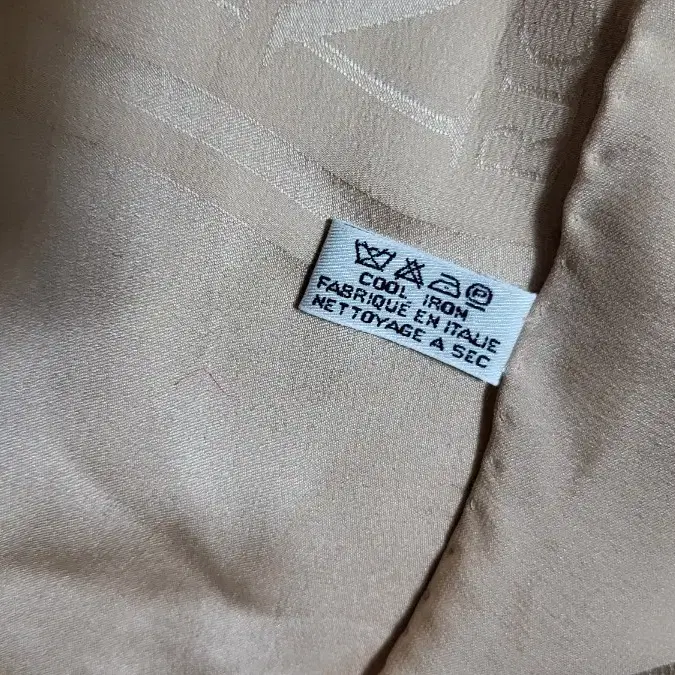 COOL IRON
FABRIQUE EN ITALIE
NETTOYAGE A SEC